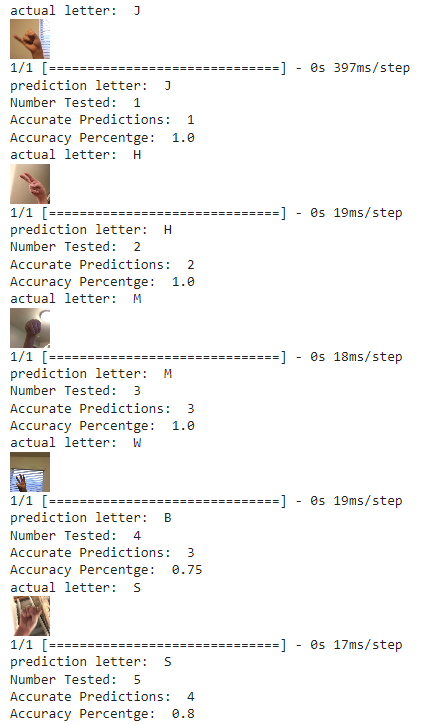 actual letter:  J
1/1 [==============================] - 0s 397ms/step
prediction letter:  J
Number Tested:  1
Accurate Predictions:  1
Accuracy Percentge:  1.0
actual letter:  H
1/1 [==============================] - 0s 19ms/step
prediction letter:  H
Number Tested:  2
Accurate Predictions:  2
Accuracy Percentge:  1.0
actual letter:  M
1/1 [==============================] - 0s 18ms/step
prediction letter:  M
Number Tested:  3
Accurate Predictions:  3
Accuracy Percentge:  1.0
actual letter:  W
1/1 [==============================] - 0s 19ms/step
prediction letter:  B
Number Tested:  4
Accurate Predictions:  3
Accuracy Percentge:  0.75
actual letter:  S
1/1 [==============================] - 0s 17ms/step
prediction letter:  S
Number Tested:  5
Accurate Predictions:  4
Accuracy Percentge:  0.8